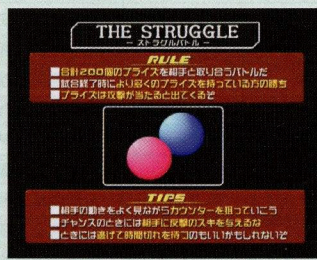 THE STRUGGLE
― ストラグルバトル ―
RULE
■合計200個のプライズを相手と取り合うバトルだ
■試合終了時により多くのプライズを持っている方の勝ち
■プライズは攻撃が当たると出てくるぞ
TIPS
■相手の動きをよく見ながらカウンターを狙っていこう
■チャンスのときには相手に反撃のスキを与えるな
■ときには逃げて時間切れを待つのもいいかもしれないぞ